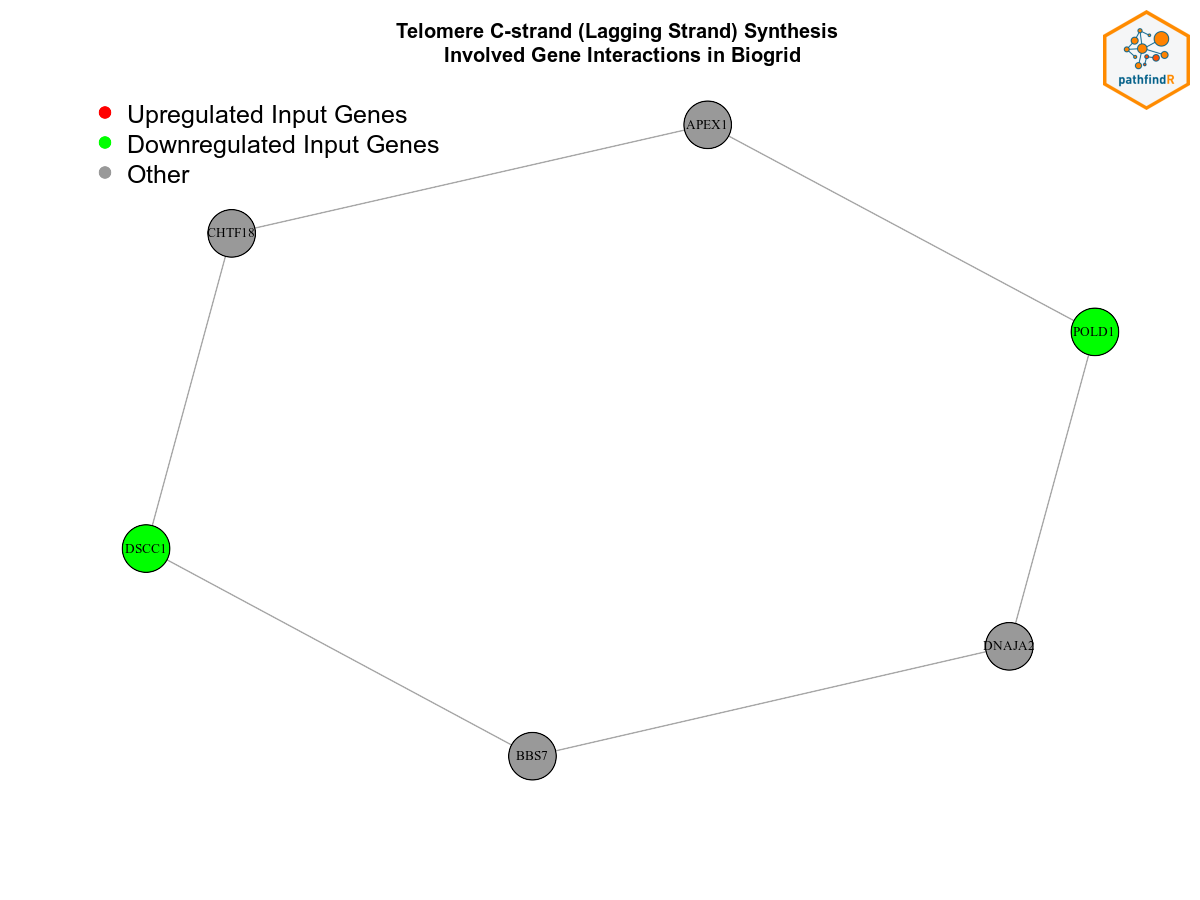 Telomere C-strand (Lagging Strand) Synthesis
Involved Gene Interactions in Biogrid
pathfindR
Upregulated Input Genes
Downregulated Input Genes
Other
APEX1
CHTF18
POLD1
DSCC1
DNAJA2
BBS7